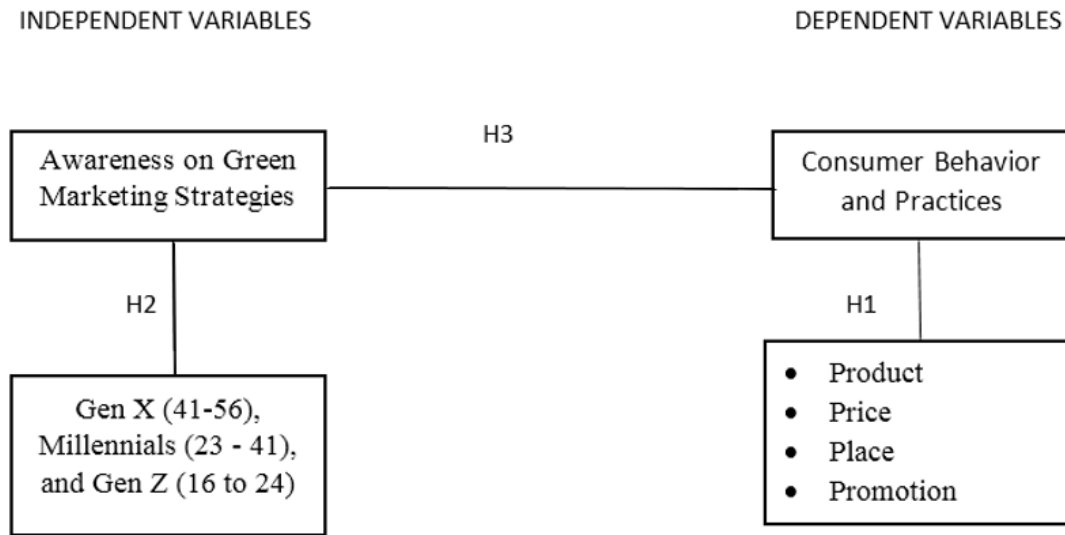 INDEPENDENT VARIABLES
DEPENDENT VARIABLES
H3
Awareness on Green
Marketing Strategies
Consumer Behavior
and Practices
H2
H1
Gen X (41-56),
Millennials (23 - 41),
and Gen Z (16 to 24)
• Product
• Price
• Place
• Promotion